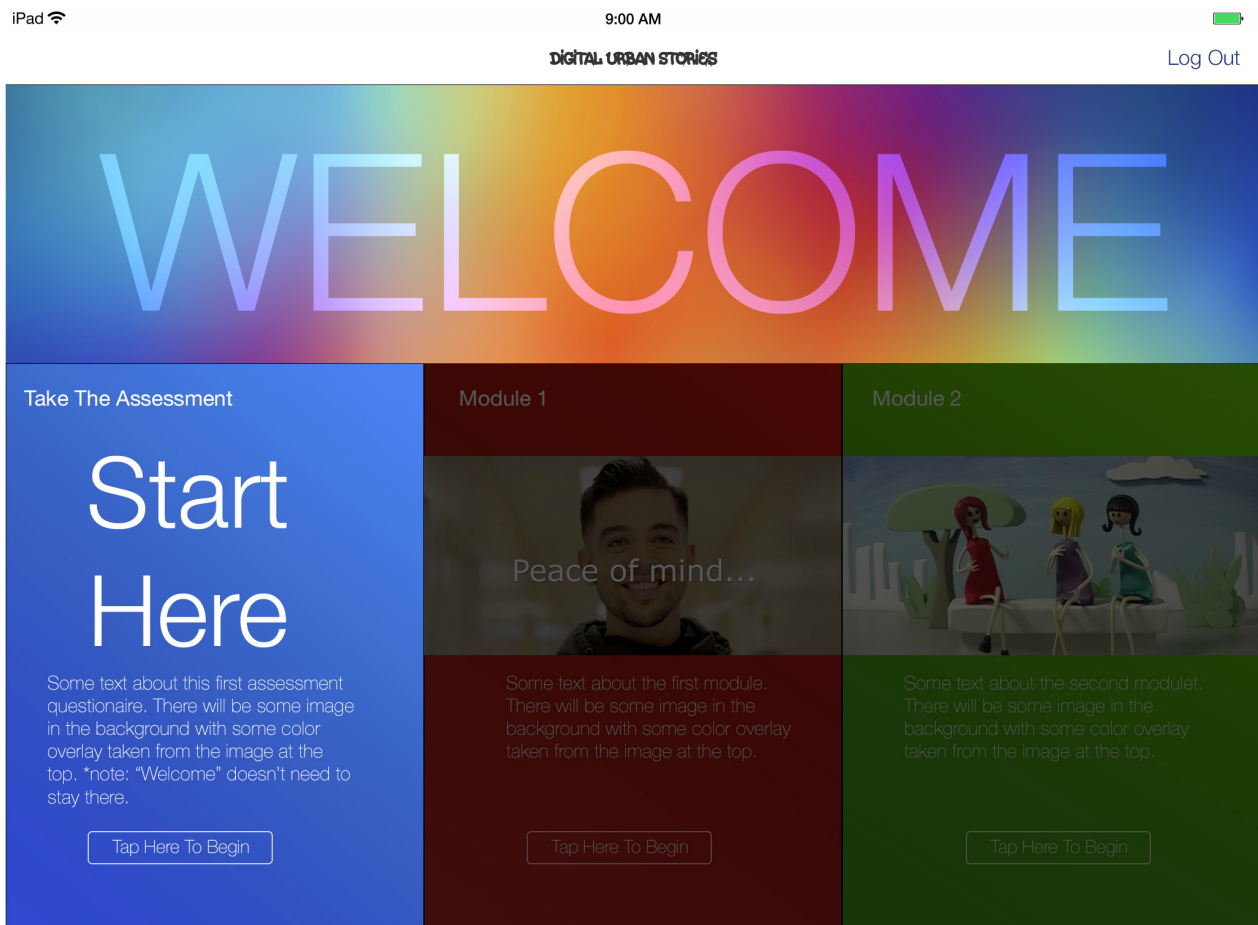 iPad
9:00 AM
DiGiTAL URBAN STORiES
Log Out
WELCOME
Take The Assessment
Start
Here
Some text about this first assessment
questionaire. There will be some image
in the background with some color
overlay taken from the image at the
top. *note: “Welcome” doesn’t need to
stay there.
Tap Here To Begin
Module 1
Peace of mind...
Some text about the first module.
There will be some image in the
background with some color overlay
taken from the image at the top.
Tap Here To Begin
Module 2
Some text about the second modulet.
There will be some image in the
background with some color overlay
taken from the image at the top.
Tap Here To Begin